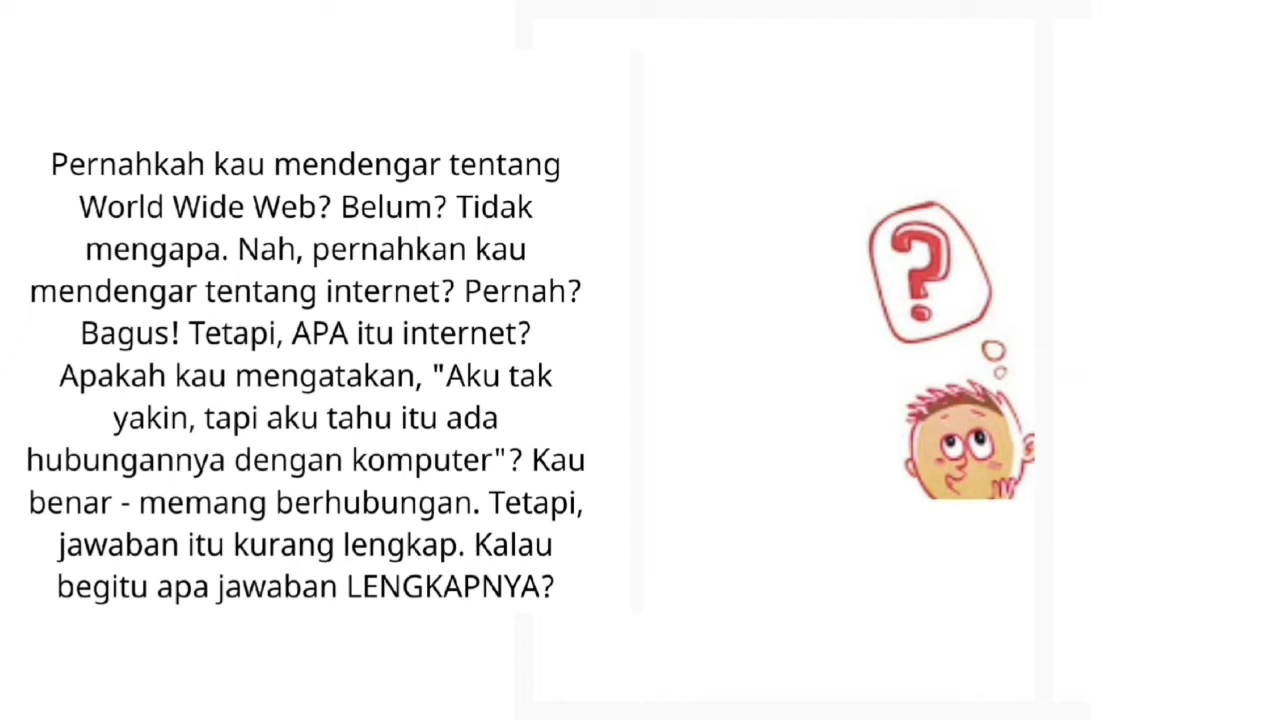 Pernahkah kau mendengar tentang
World Wide Web? Belum? Tidak
mengapa. Nah, pernahkan kau
mendengar tentang internet? Pernah?
Bagus! Tetapi, APA itu internet?
Apakah kau mengatakan, "Aku tak
yakin, tapi aku tahu itu ada
hubungannya dengan komputer"? Kau
benar - memang berhubungan. Tetapi,
jawaban itu kurang lengkap. Kalau
begitu apa jawaban LENGKAPNYA?
?